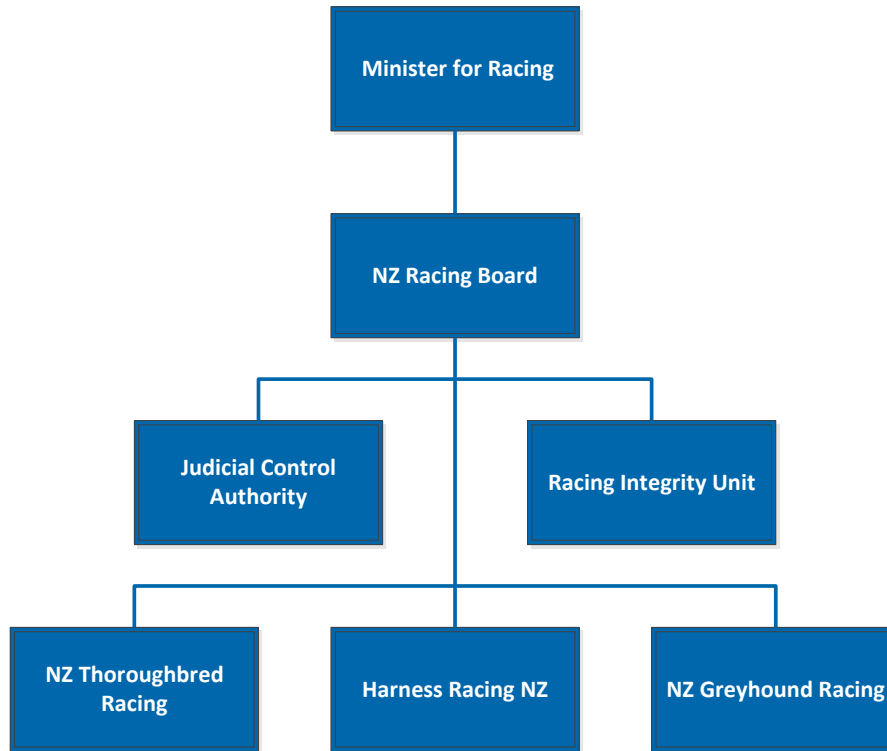 Minister for Racing
NZ Racing Board
Judicial Control
Authority
Racing Integrity Unit
NZ Thoroughbred
Racing
Harness Racing NZ
NZ Greyhound Racing